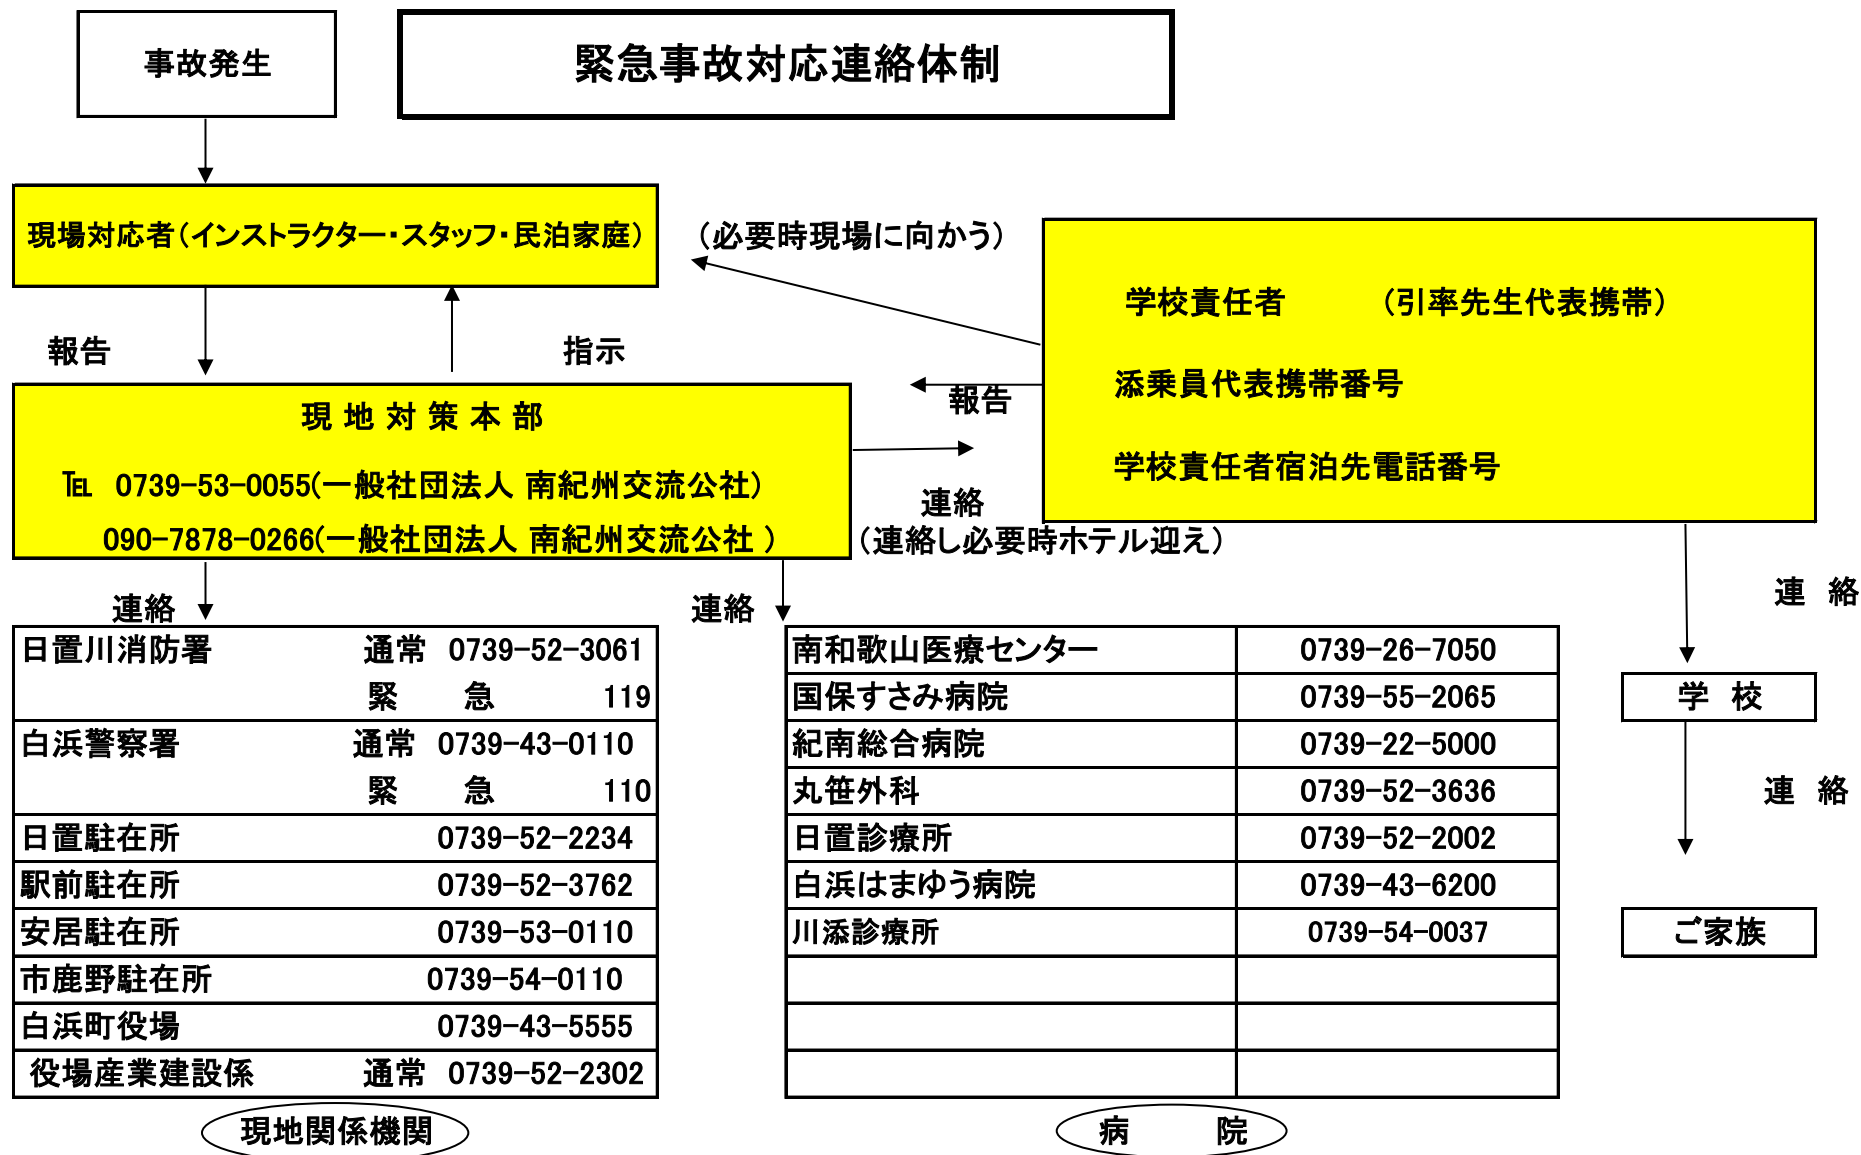 事故発生
緊急事故対応連絡体制
現場対応者（インストラクター・スタッフ・民泊家庭）
（必要時現場に向かう）
学校責任者　（引率先生代表携帯）
添乗員代表携帯番号
学校責任者宿泊先電話番号
報告
指示
報告
現 地 対 策 本 部
℡ 0739-53-0055(一般社団法人 南紀州交流公社）
090-7878-0266(一般社団法人 南紀州交流公社 ）
連絡
（連絡し必要時ホテル迎え）
連絡
連絡
連 絡
日置川消防署 通常 0739-52-3061
緊 急 119
白浜警察署 通常 0739-43-0110
緊 急 110
日置駐在所 0739-52-2234
駅前駐在所 0739-52-3762
安居駐在所 0739-53-0110
市鹿野駐在所 0739-54-0110
白浜町役場 0739-43-5555
役場産業建設係 通常 0739-52-2302
現地関係機関
南和歌山医療センター 0739-26-7050
国保すさみ病院 0739-55-2065
紀南総合病院 0739-22-5000
丸笹外科 0739-52-3636
日置診療所 0739-52-2002
白浜はまゆう病院 0739-43-6200
川添診療所 0739-54-0037
病 院
学 校
連 絡
ご家族